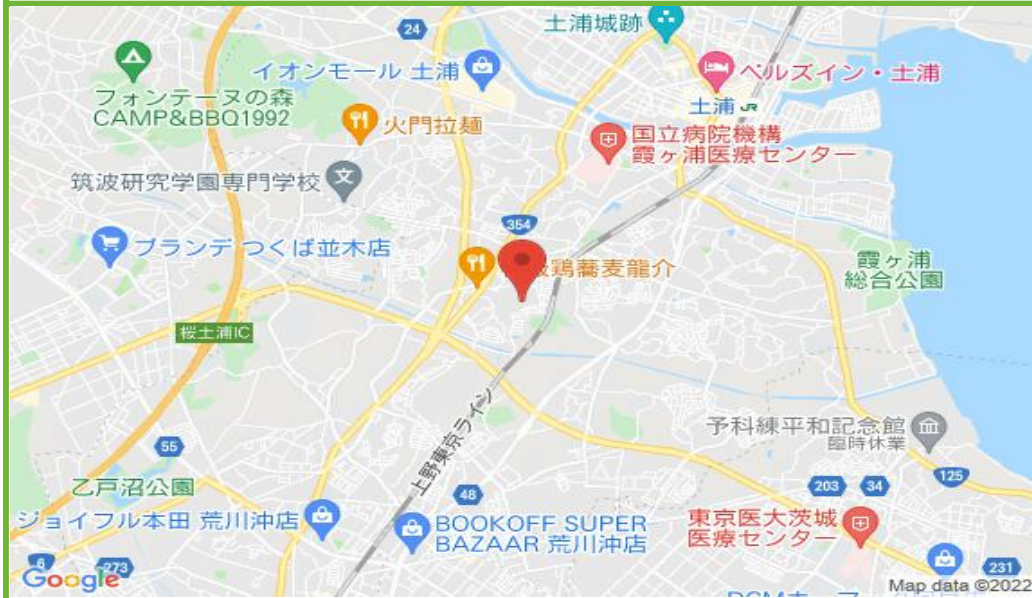 24
土浦城跡
イオンモール 土浦
ベルズイン・土浦
フォンテーヌの森
CAMP&BBQ1992
土浦 JR
火門拉麺
国立病院機構
霞ヶ浦医療センター
筑波研究学園専門学校
354
ブランデ つくば並木店
鶏蕎麦龍介
霞ヶ浦
総合公園
桜土浦IC
上野東京ライン
予科練平和記念館
臨時休業
55
125
乙戸沼公園
48
203
34
ジョイフル本田 荒川沖店
BOOKOFF SUPER
BAZAAR 荒川沖店
東京医大茨城
医療センター
6
273
231
Google
Map data ©2022